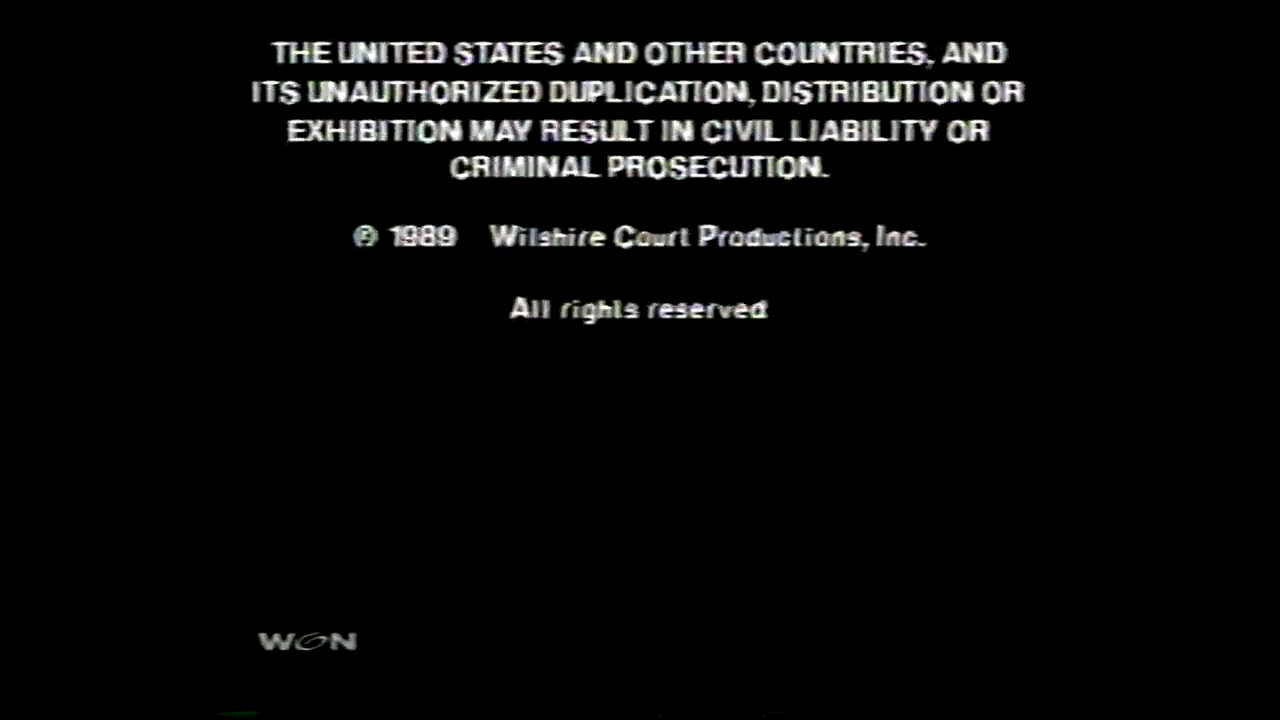 THE UNITED STATES AND OTHER COUNTRIES, AND
ITS UNAUTHORIZED DUPLICATION, DISTRIBUTION OR
EXHIBITION MAY RESULT IN CIVIL LIABILITY OR
CRIMINAL PROSECUTION.
℗ 1989 Wilshire Court Productions, Inc.
All rights reserved
WGN